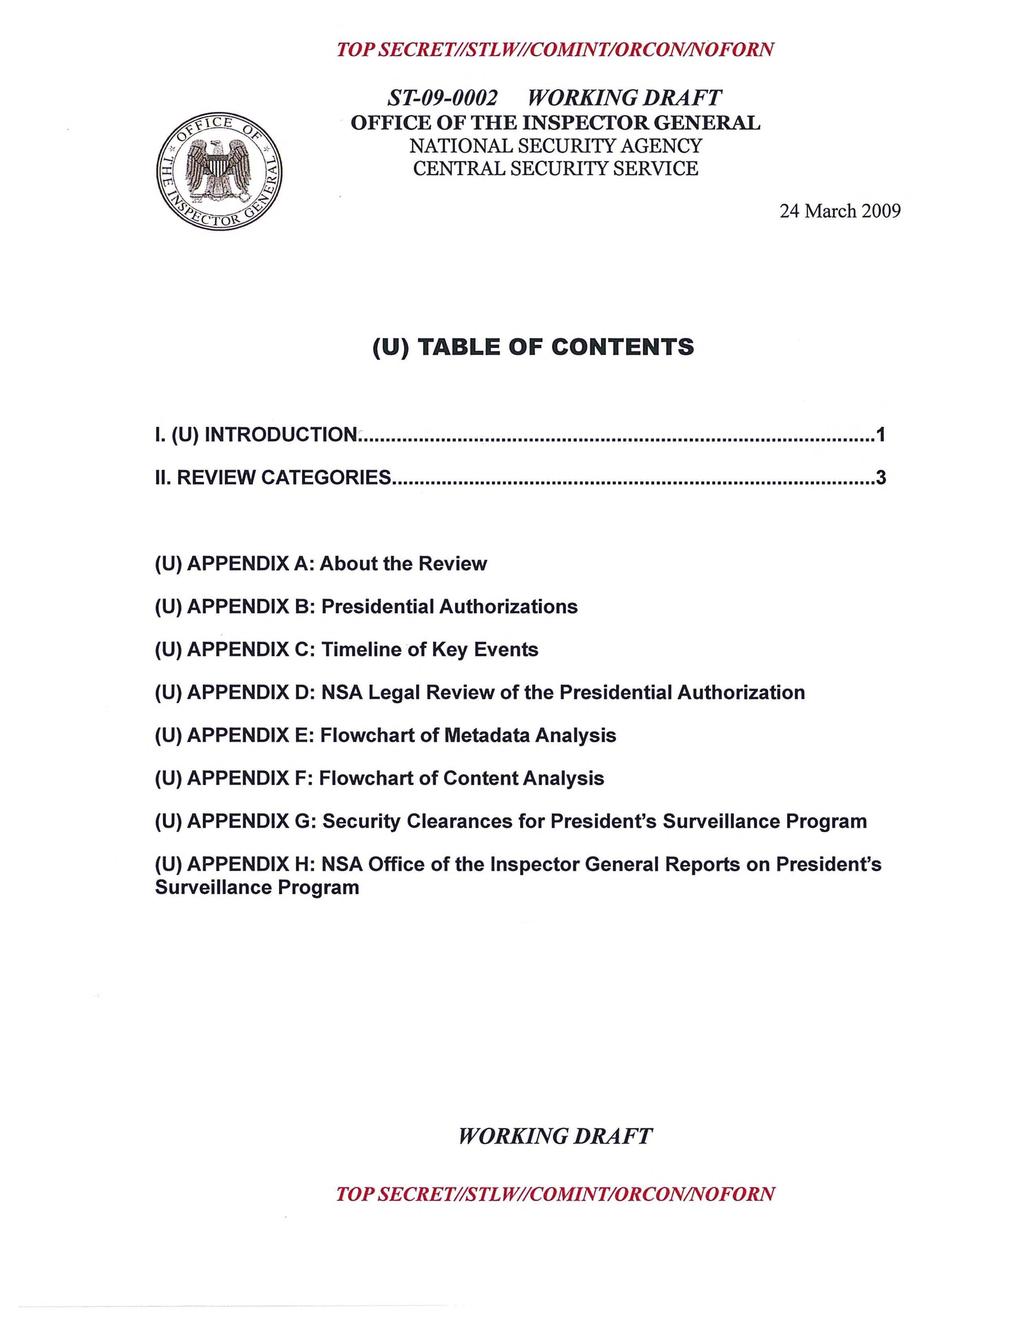 TOP SECRET//STLW//COMINT/ORCON/NOFORN
ST-09-0002 WORKING DRAFT
OFFICE OF THE INSPECTOR GENERAL
NATIONAL SECURITY AGENCY
CENTRAL SECURITY SERVICE
OFFICE OF THE INSPECTOR GENERAL
24 March 2009
(U) TABLE OF CONTENTS
I. (U) INTRODUCTION:..............................................................................................1
II. REVIEW CATEGORIES.........................................................................................3
(U) APPENDIX A: About the Review
(U) APPENDIX B: Presidential Authorizations
(U) APPENDIX C: Timeline of Key Events
(U) APPENDIX D: NSA Legal Review of the Presidential Authorization
(U) APPENDIX E: Flowchart of Metadata Analysis
(U) APPENDIX F: Flowchart of Content Analysis
(U) APPENDIX G: Security Clearances for President's Surveillance Program
(U) APPENDIX H: NSA Office of the Inspector General Reports on President's
Surveillance Program
WORKING DRAFT
TOP SECRET//STLW//COMINT/ORCON/NOFORN